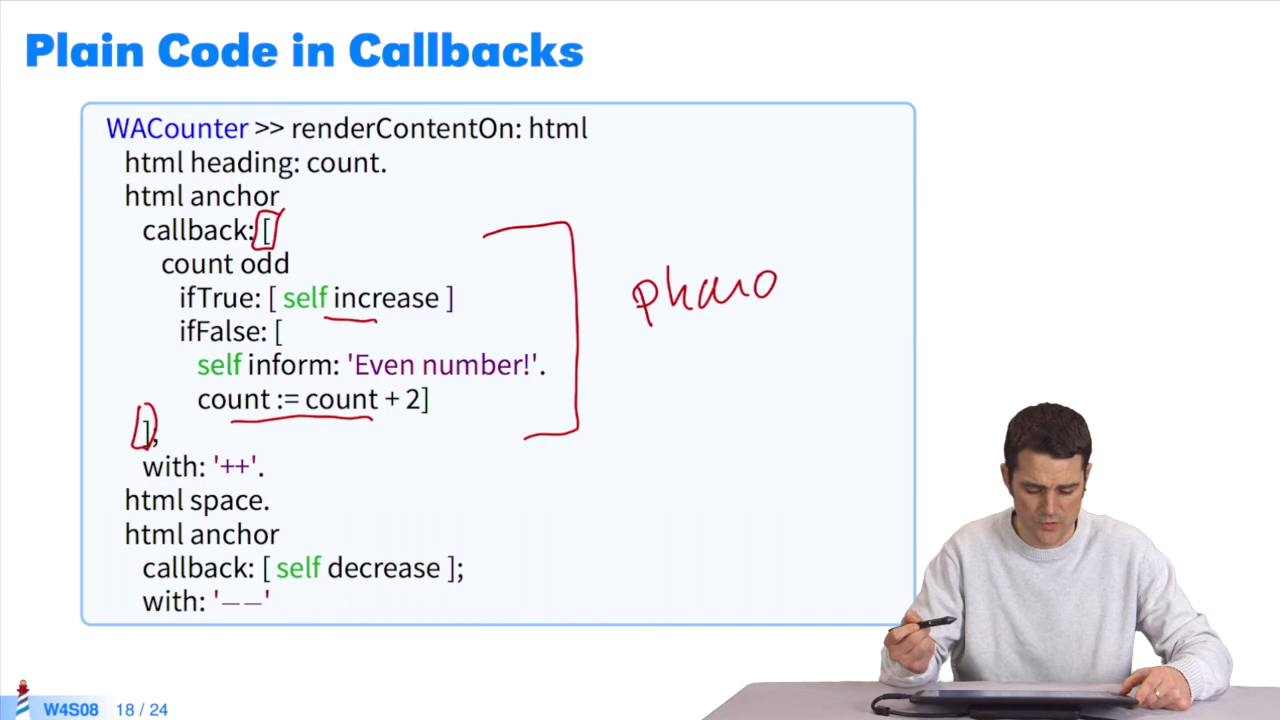 Plain Code in Callbacks
WACounter >> renderContentOn: html
html heading: count.
html anchor
callback: [
count odd
ifTrue: [ self increase ]
ifFalse: [
self inform: 'Even number!'.
count := count + 2]
];
with: '++'.
html space.
html anchor
callback: [ self decrease ];
with: '−−'
pharo
W4S08 18 / 24